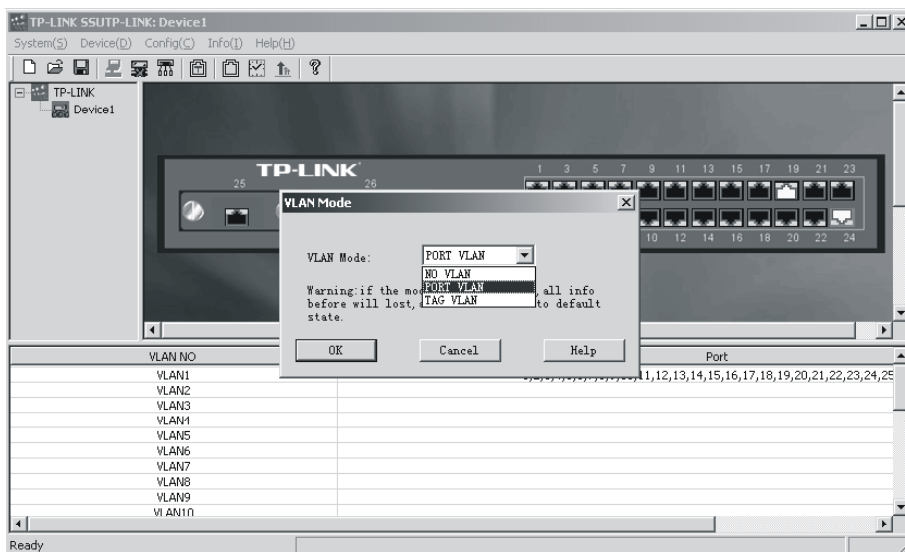 TP-LINK SSUTP-LINK: Device1
System(S) Device(D) Config(C) Info(I) Help(H)
TP-LINK
Device1
TP-LINK
25 26
1 3 5 7 9 11 13 15 17 19 21 23
10 12 14 16 18 20 22 24
VLAN Mode
VLAN Mode: PORT VLAN
NO VLAN
PORT VLAN
TAG VLAN
Warning:if the mo , all info
before will lost, to default
state.
OK Cancel Help
VLAN NO Port
VLAN1 11,12,13,14,15,16,17,18,19,20,21,22,23,24,25
VLAN2
VLAN3
VLAN4
VLAN5
VLAN6
VLAN7
VLAN8
VLAN9
VLAN10
Ready